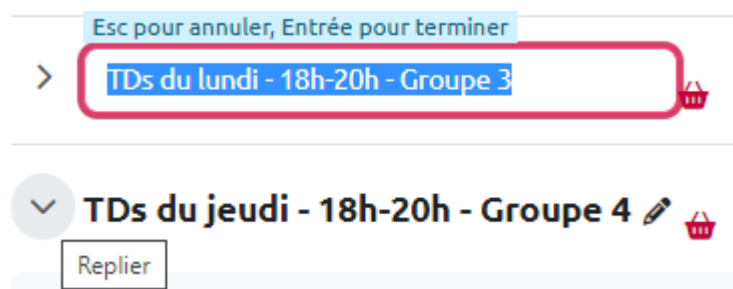 Esc pour annuler, Entrée pour terminer
TDs du lundi - 18h-20h - Groupe 3
TDs du jeudi - 18h-20h - Groupe 4
Replier